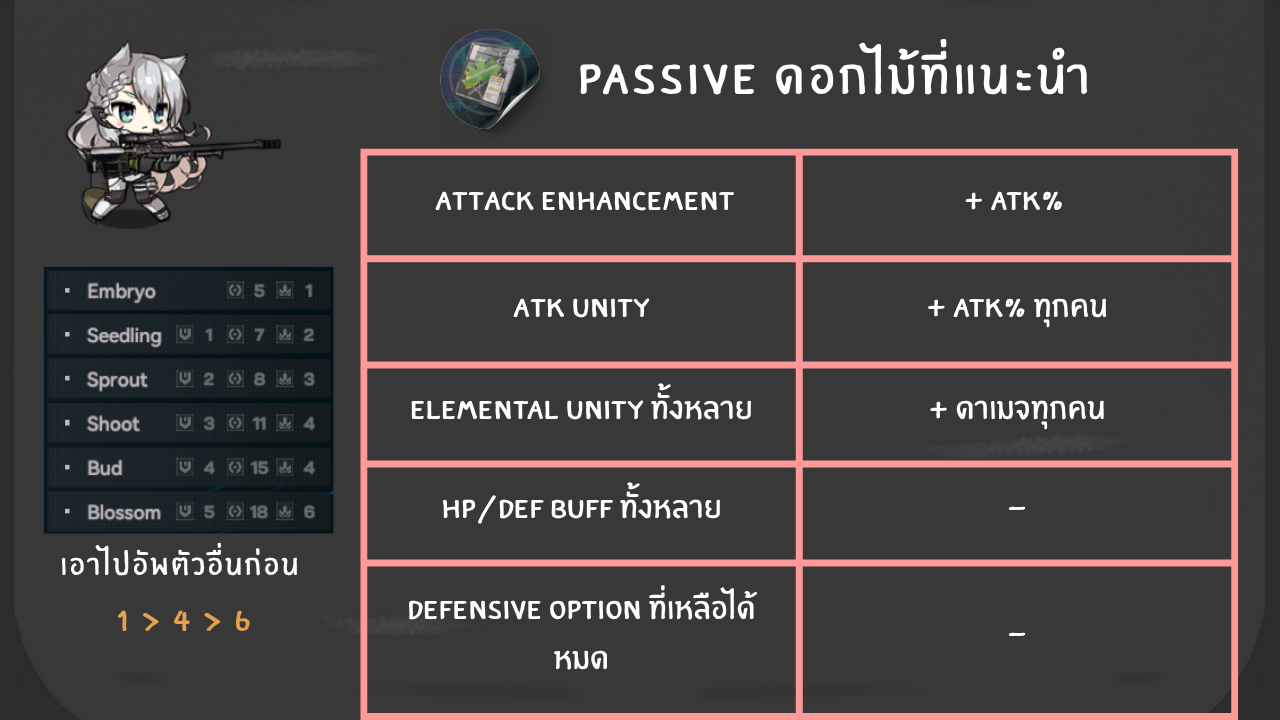 PASSIVE ดอกไม้ที่แนะนำ
ATTACK ENHANCEMENT
+ ATK%
ATK UNITY
+ ATK% ทุกคน
ELEMENTAL UNITY ทั้งหลาย
+ ดาเมจทุกคน
HP/DEF BUFF ทั้งหลาย
-
DEFENSIVE OPTION ที่เหลือได้
หมด
-
Embryo 5 1
Seedling 1 7 2
Sprout 2 8 3
Shoot 3 11 4
Bud 4 15 4
Blossom 5 18 6
เอาไปอัพตัวอื่นก่อน
1 > 4 > 6